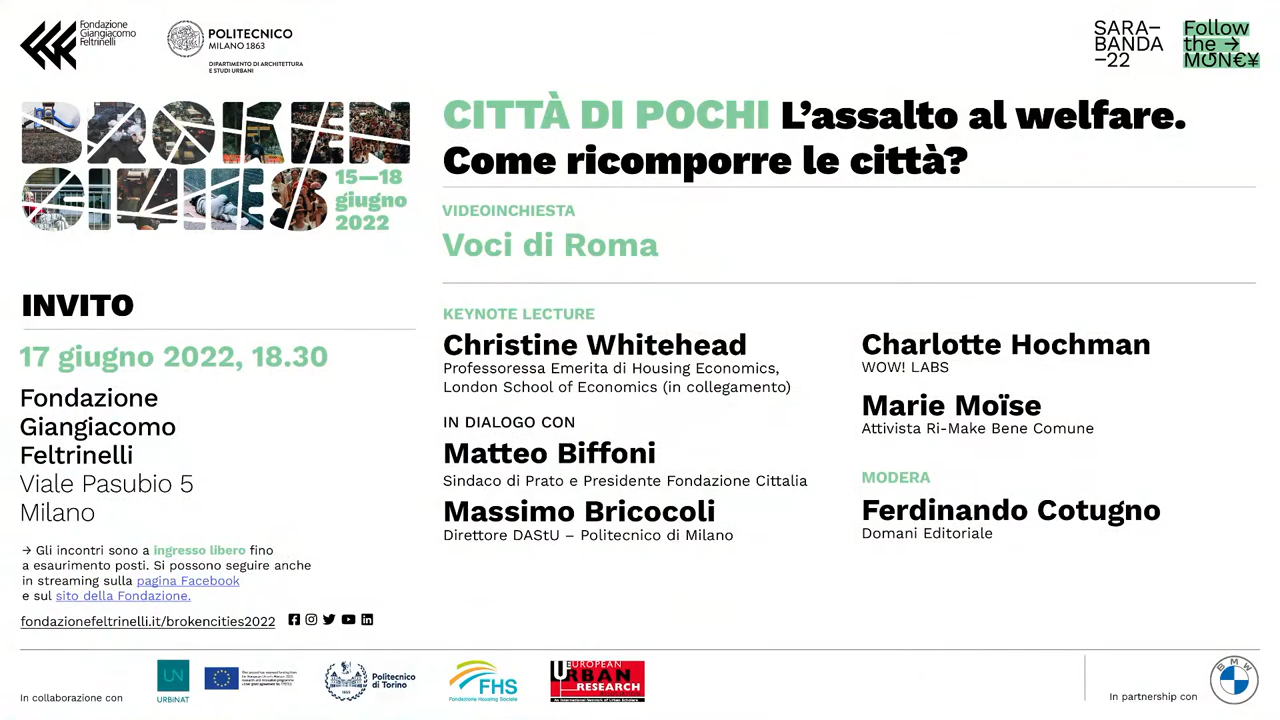 Fondazione
Giangiacomo
Feltrinelli
POLITECNICO
MILANO 1863
DIPARTIMENTO DI ARCHITETTURA
E STUDI URBANI
SARA–
BANDA
–22
Follow
the →
MON€¥
BROKEN
CITIES
15—18
giugno
2022
CITTÀ DI POCHI L’assalto al welfare.
Come ricomporre le città?
VIDEOINCHIESTA
Voci di Roma
INVITO
17 giugno 2022, 18.30
Fondazione
Giangiacomo
Feltrinelli
Viale Pasubio 5
Milano
→ Gli incontri sono a ingresso libero fino
a esaurimento posti. Si possono seguire anche
in streaming sulla pagina Facebook
e sul sito della Fondazione.
fondazionefeltrinelli.it/brokencities2022
KEYNOTE LECTURE
Christine Whitehead
Professoressa Emerita di Housing Economics,
London School of Economics (in collegamento)
IN DIALOGO CON
Matteo Biffoni
Sindaco di Prato e Presidente Fondazione Cittalia
Massimo Bricocoli
Direttore DAStU – Politecnico di Milano
Charlotte Hochman
WOW! LABS
Marie Moïse
Attivista Ri-Make Bene Comune
MODERA
Ferdinando Cotugno
Domani Editoriale
In collaborazione con
UN
URBiNAT
Politecnico
di Torino
FHS
Fondazione Housing Sociale
EUROPEAN
URBAN
RESEARCH
In partnership con
BMW